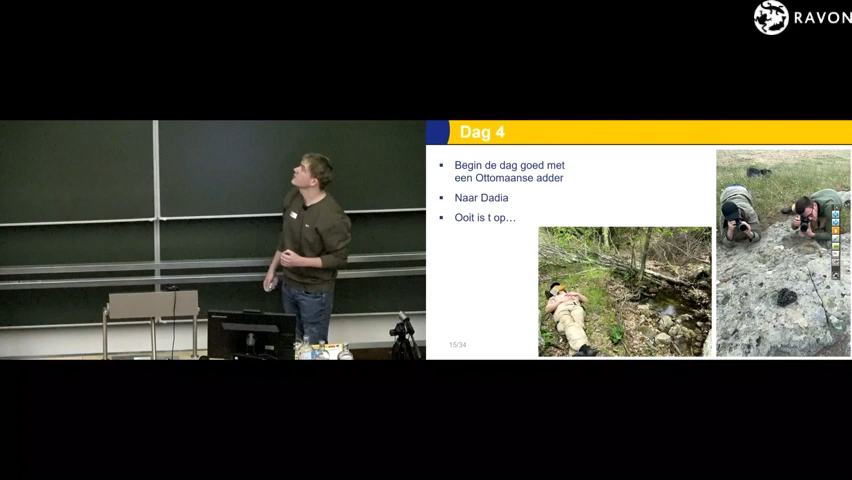 RAVON
Dag 4
Begin de dag goed met
een Ottomaanse adder
Naar Dadia
Ooit is t op…
15/34